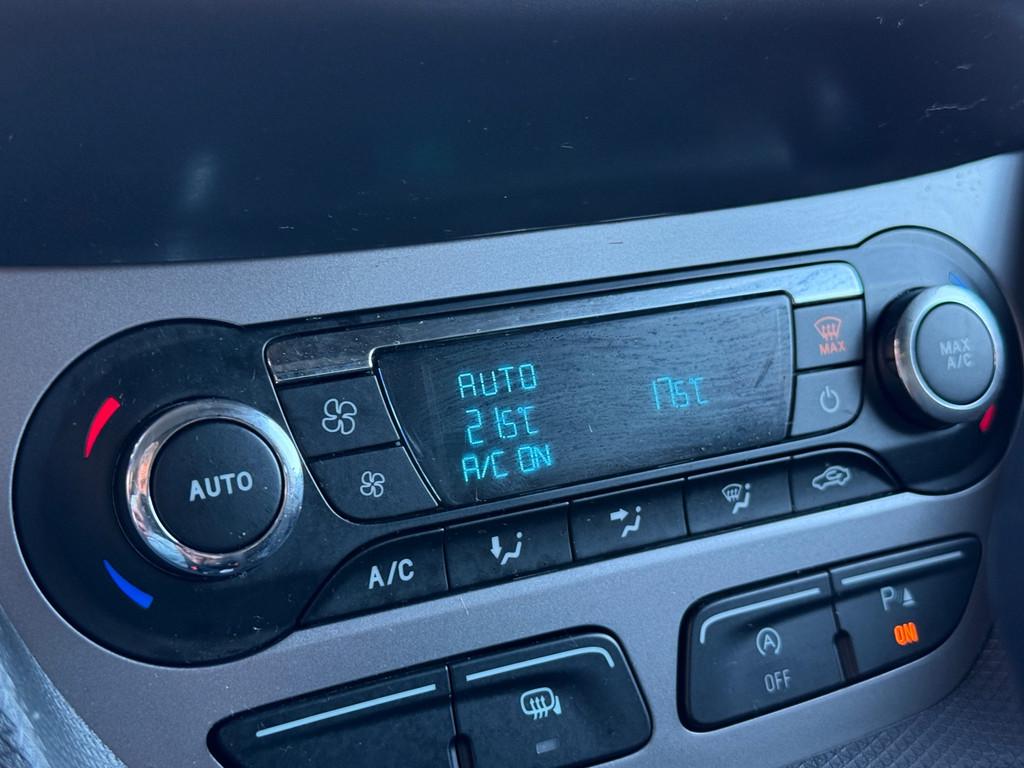 AUTO
21.5°C
A/C ON
17.5°C
MAX
MAX
A/C
AUTO
A/C
OFF
A
P
ON